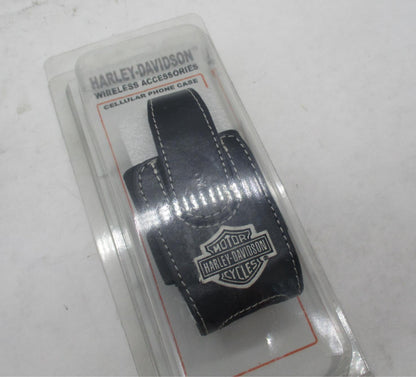 HARLEY-DAVIDSON
WIRELESS ACCESSORIES
CELLULAR PHONE CASE
MOTOR
HARLEY-DAVIDSON
CYCLES